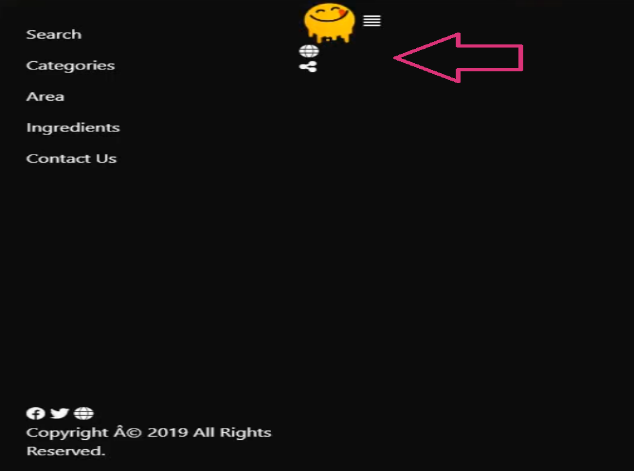 Search
Categories
Area
Ingredients
Contact Us
Copyright Â© 2019 All Rights
Reserved.